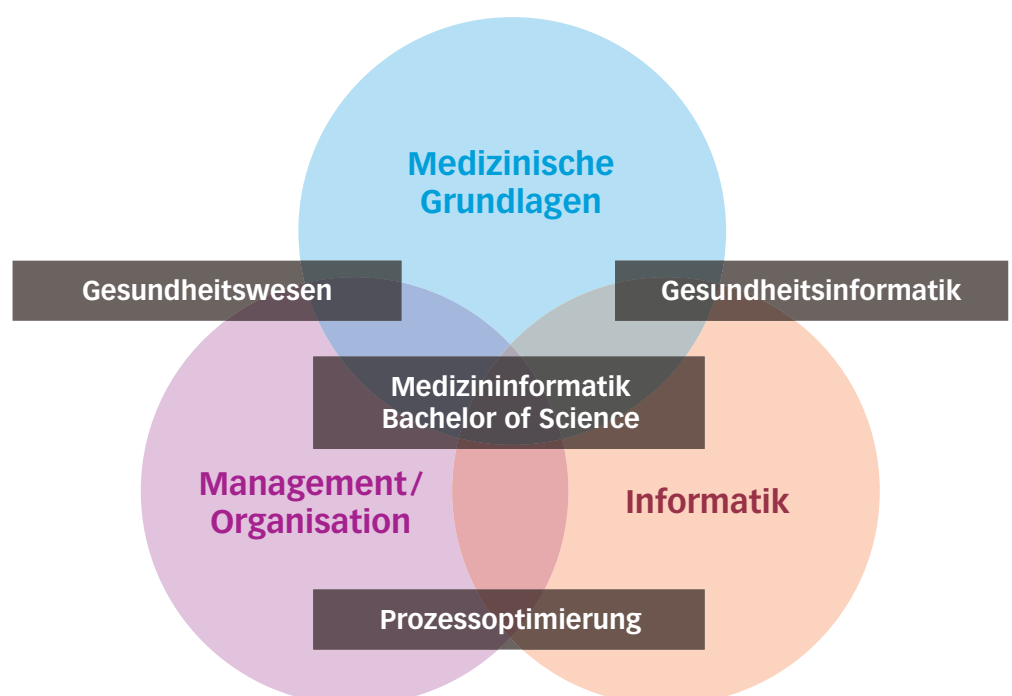 Medizinische
Grundlagen
Gesundheitswesen
Gesundheitsinformatik
Medizininformatik
Bachelor of Science
Management/
Organisation
Informatik
Prozessoptimierung